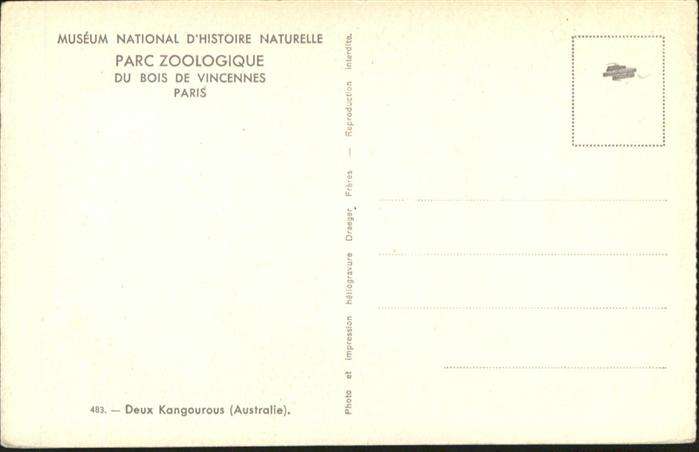 MUSÉUM NATIONAL D'HISTOIRE NATURELLE
PARC ZOOLOGIQUE
DU BOIS DE VINCENNES
PARIS
483. — Deux Kangourous (Australie).
Photo et impression héliogravure Draeger Frères — Reproduction interdite.